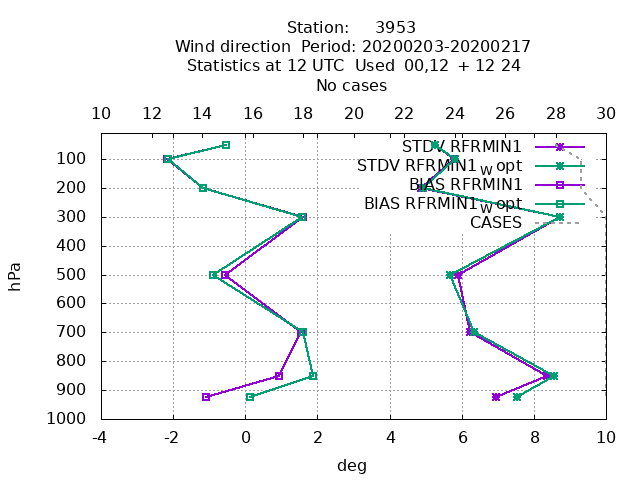 Station: 3953
Wind direction Period: 20200203-20200217
Statistics at 12 UTC Used 00,12 + 12 24
No cases
10 12 14 16 18 20 22 24 26 28 30
STDV RFRMIN1
STDV RFRMIN1_W opt
BIAS RFRMIN1
BIAS RFRMIN1_W opt
CASES
hPa
100
200
300
400
500
600
700
800
900
1000
-4 -2 0 2 4 6 8 10
deg